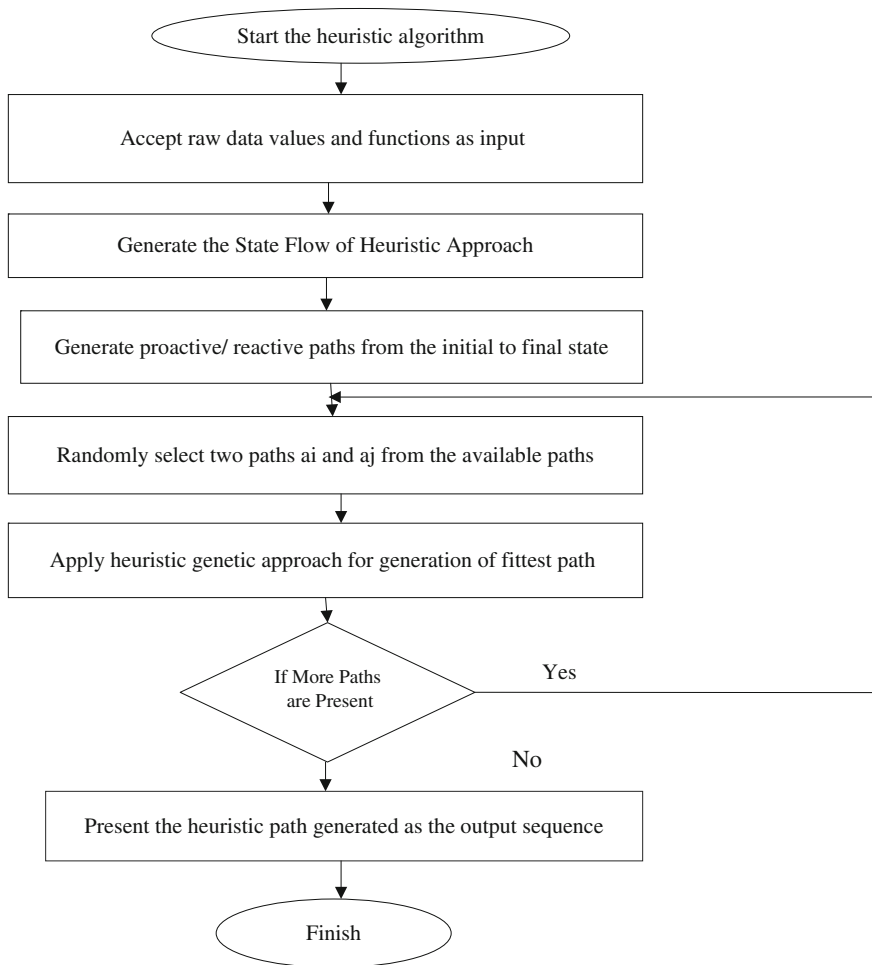 Start the heuristic algorithm
Accept raw data values and functions as input
Generate the State Flow of Heuristic Approach
Generate proactive/ reactive paths from the initial to final state
Randomly select two paths ai and aj from the available paths
Apply heuristic genetic approach for generation of fittest path
If More Paths
are Present
Yes
No
Present the heuristic path generated as the output sequence
Finish